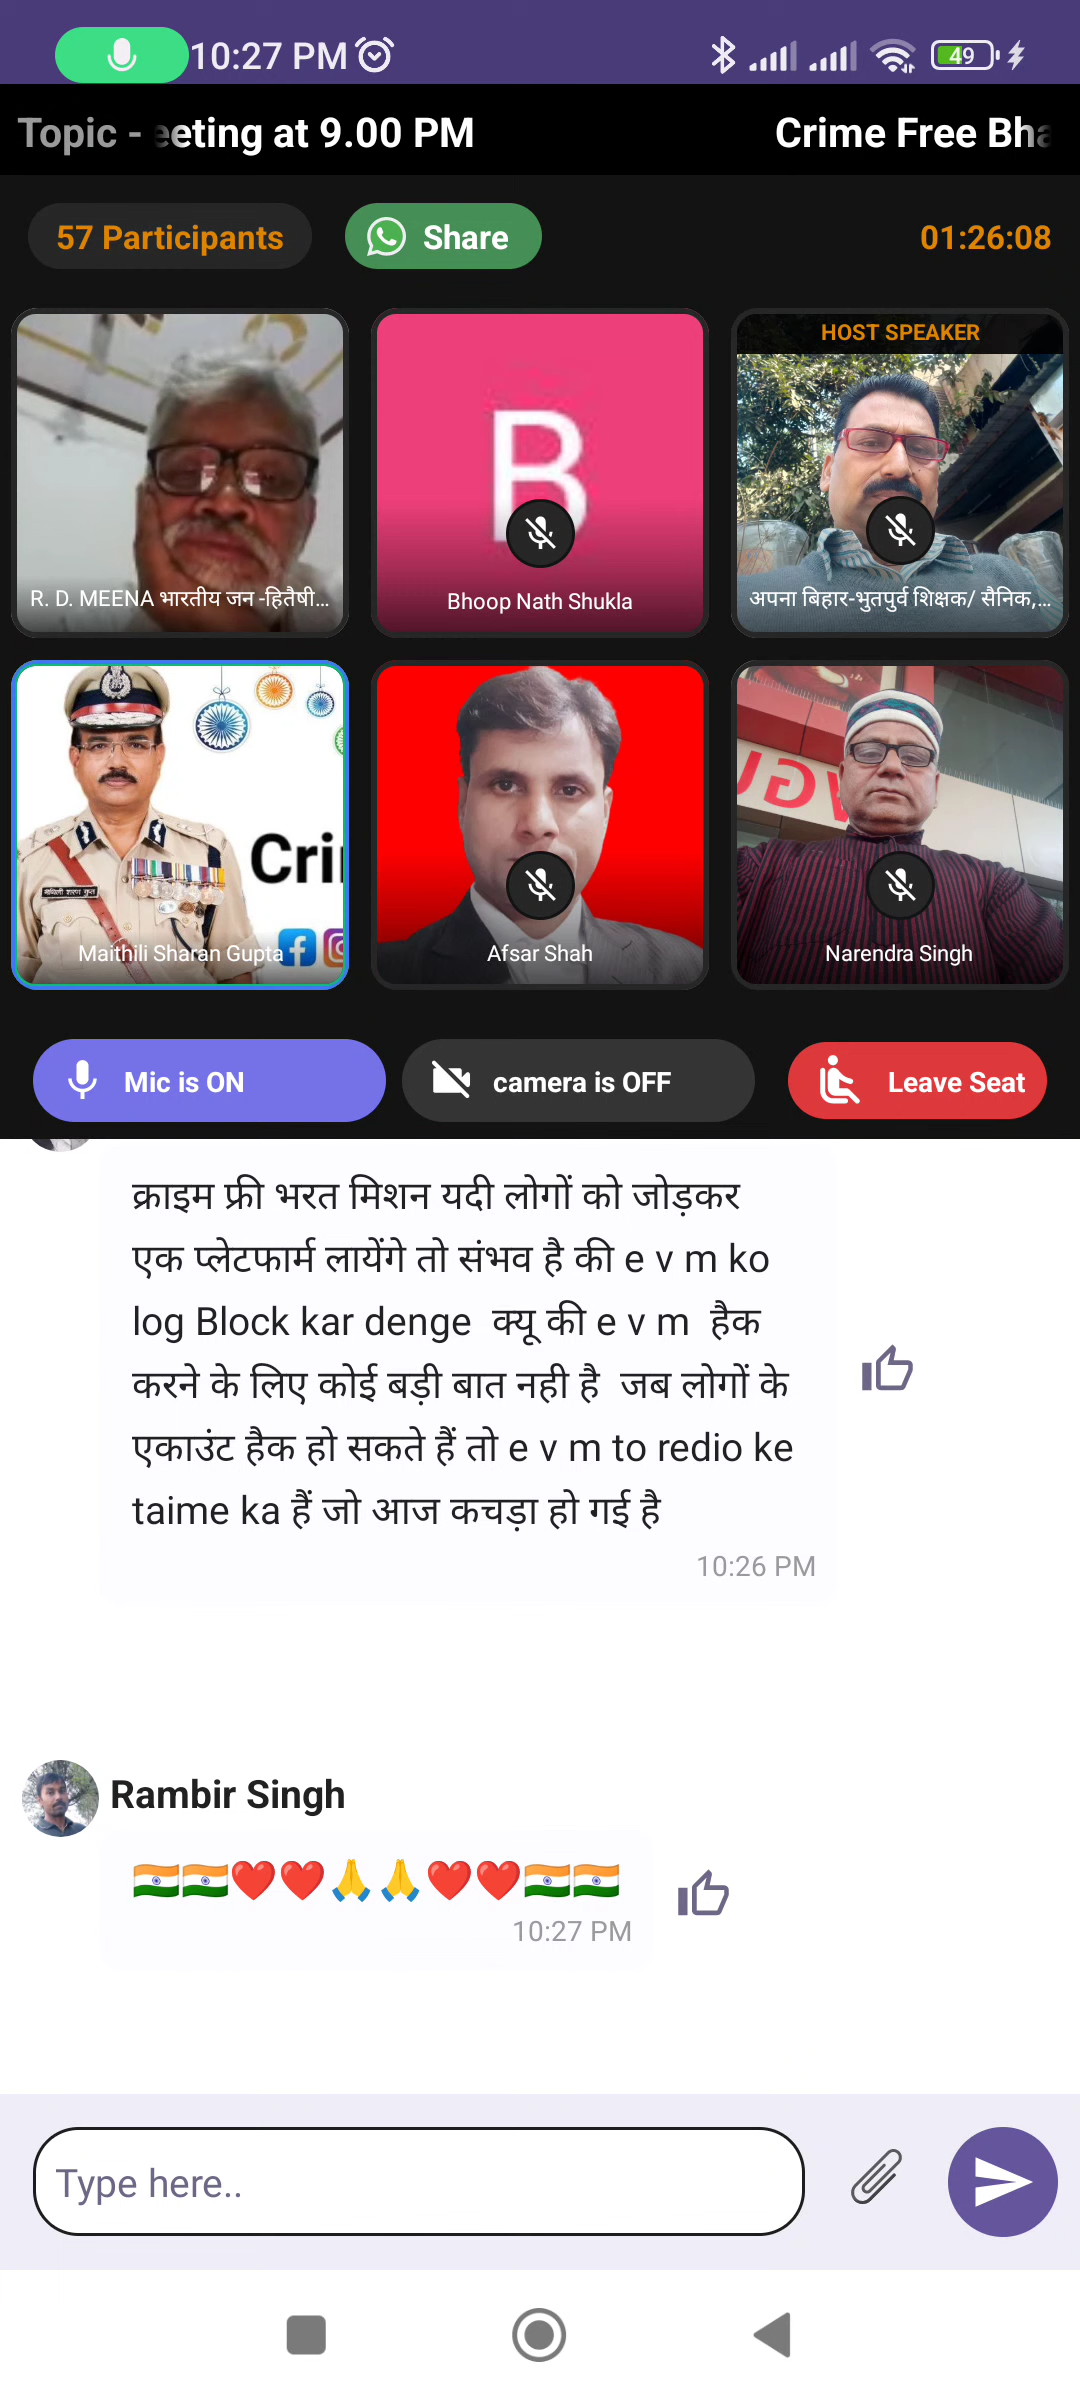 10:27 PM
49
Topic - eeting at 9.00 PM Crime Free Bha
57 Participants
Share
01:26:08
HOST SPEAKER
B
R. D. MEENA भारतीय जन -हितैषी...
Bhoop Nath Shukla
अपना बिहार-भुतपुर्व शिक्षक/ सैनिक,...
Cri
मैथिली शरण गुप्त
Maithili Sharan Gupta
Afsar Shah
Narendra Singh
Mic is ON
camera is OFF
Leave Seat
क्राइम फ्री भरत मिशन यदी लोगों को जोड़कर
एक प्लेटफार्म लायेंगे तो संभव है की e v m ko
log Block kar denge क्यू की e v m हैक
करने के लिए कोई बड़ी बात नही है जब लोगों के
एकाउंट हैक हो सकते हैं तो e v m to redio ke
taime ka हैं जो आज कचड़ा हो गई है
10:26 PM
Rambir Singh
🇮🇳🇮🇳❤️❤️🙏🙏❤️❤️🇮🇳🇮🇳
10:27 PM
Type here..